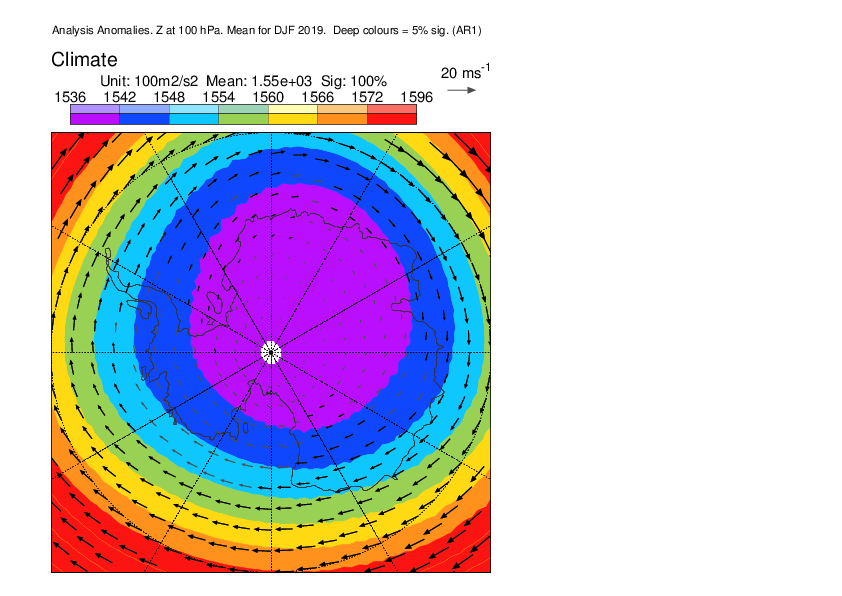 Analysis Anomalies. Z at 100 hPa. Mean for DJF 2019. Deep colours = 5% sig. (AR1)
Climate
20 ms-1
Unit: 100m2/s2 Mean: 1.55e+03 Sig: 100%
1536 1542 1548 1554 1560 1566 1572 1596